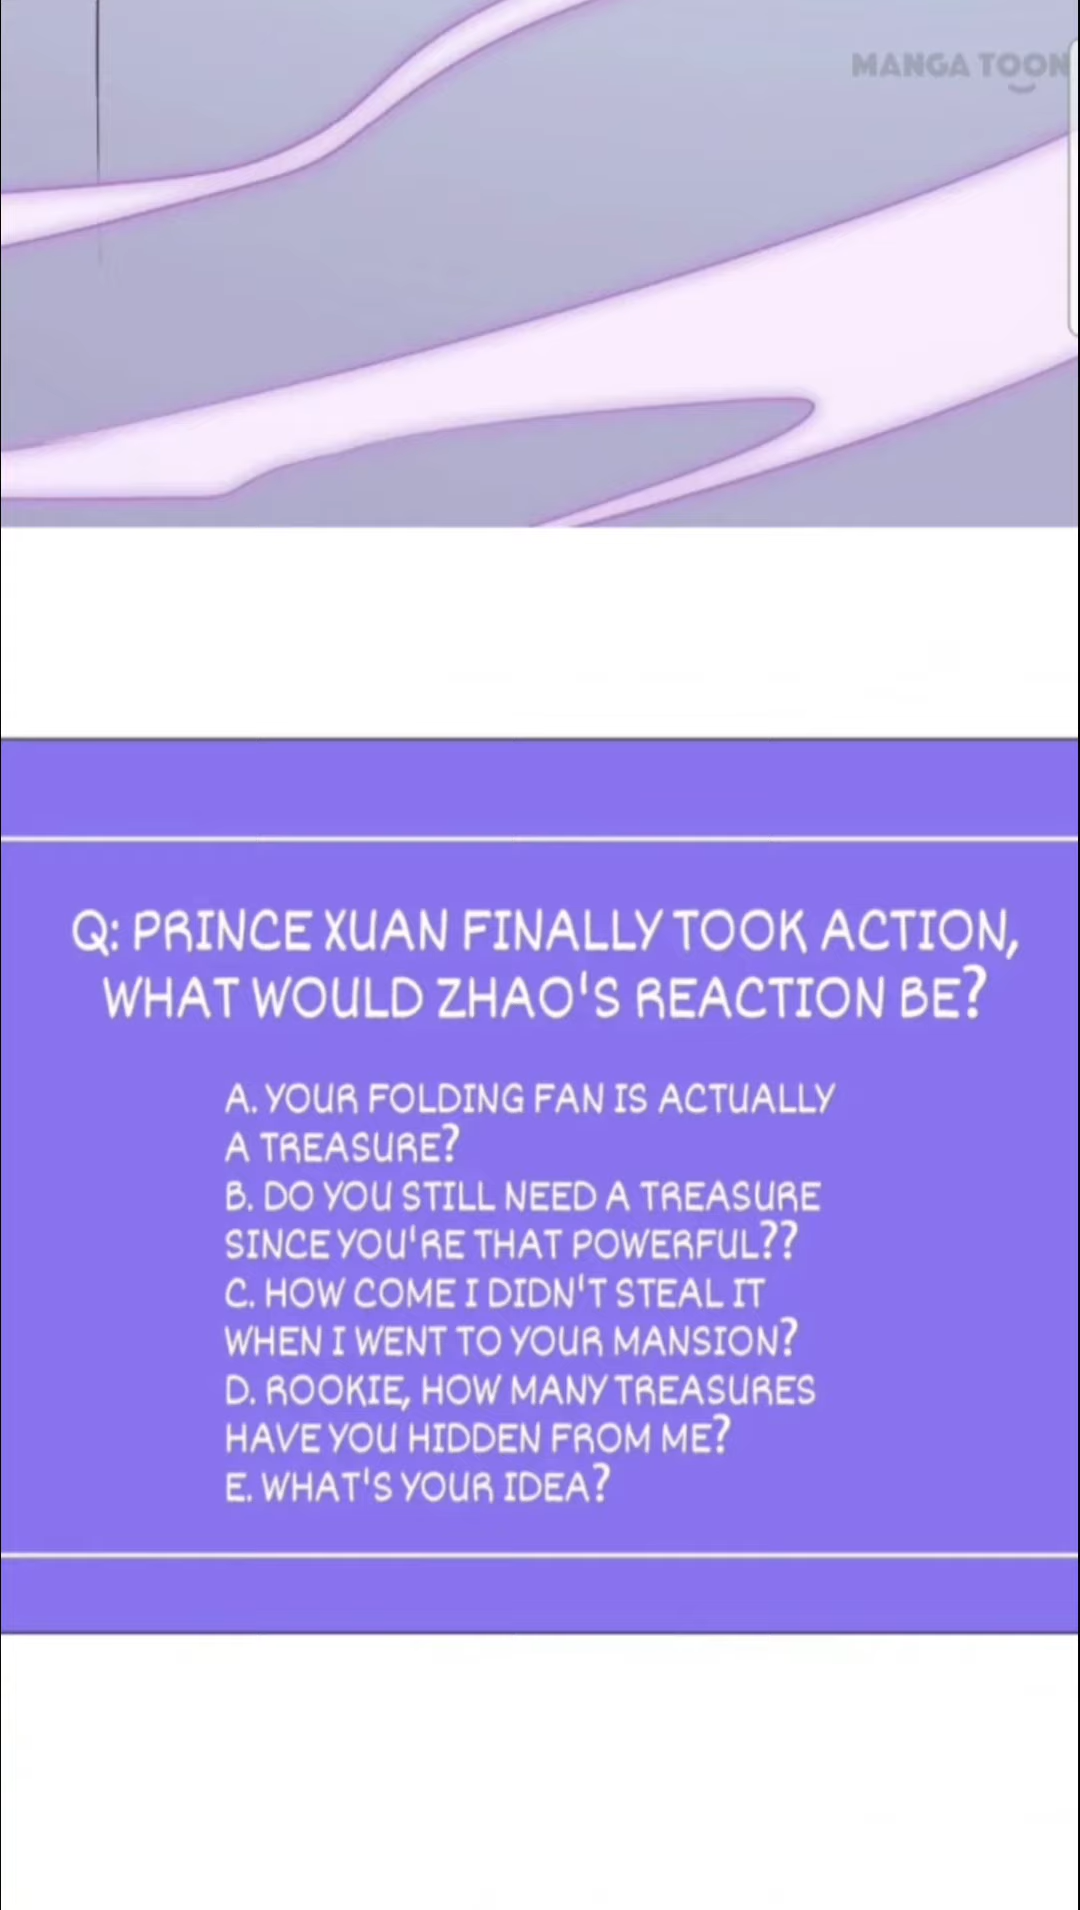 MANGA TOON
Q: PRINCE XUAN FINALLY TOOK ACTION,
WHAT WOULD ZHAO'S REACTION BE?
A. YOUR FOLDING FAN IS ACTUALLY
A TREASURE?
B. DO YOU STILL NEED A TREASURE
SINCE YOU'RE THAT POWERFUL??
C. HOW COME I DIDN'T STEAL IT
WHEN I WENT TO YOUR MANSION?
D. ROOKIE, HOW MANY TREASURES
HAVE YOU HIDDEN FROM ME?
E. WHAT'S YOUR IDEA?